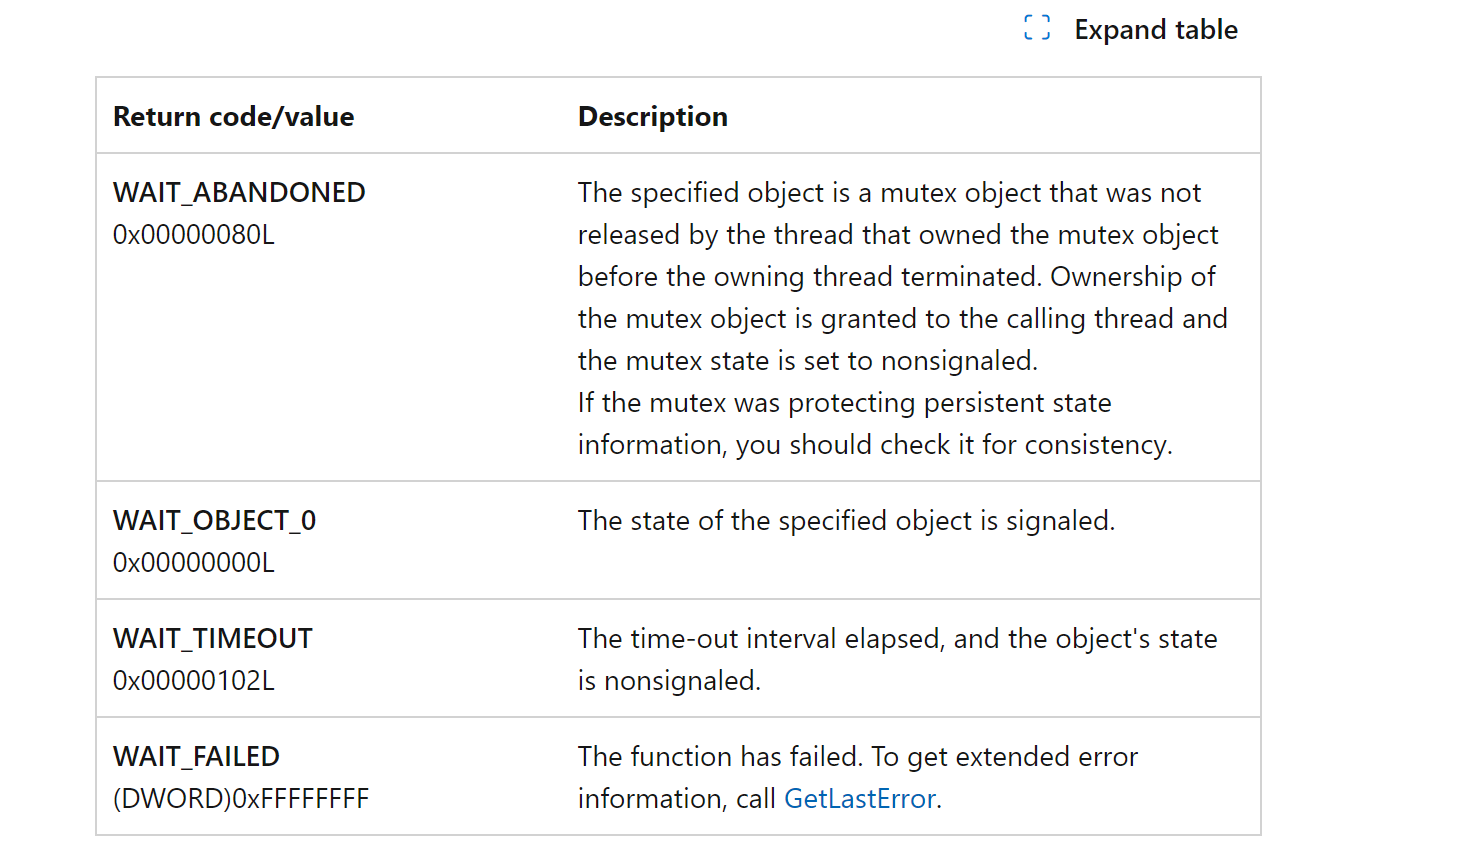 Expand table
Return code/value
Description
WAIT_ABANDONED
0x00000080L
The specified object is a mutex object that was not
released by the thread that owned the mutex object
before the owning thread terminated. Ownership of
the mutex object is granted to the calling thread and
the mutex state is set to nonsignaled.
If the mutex was protecting persistent state
information, you should check it for consistency.
WAIT_OBJECT_0
0x00000000L
The state of the specified object is signaled.
WAIT_TIMEOUT
0x00000102L
The time-out interval elapsed, and the object's state
is nonsignaled.
WAIT_FAILED
(DWORD)0xFFFFFFFF
The function has failed. To get extended error
information, call GetLastError.